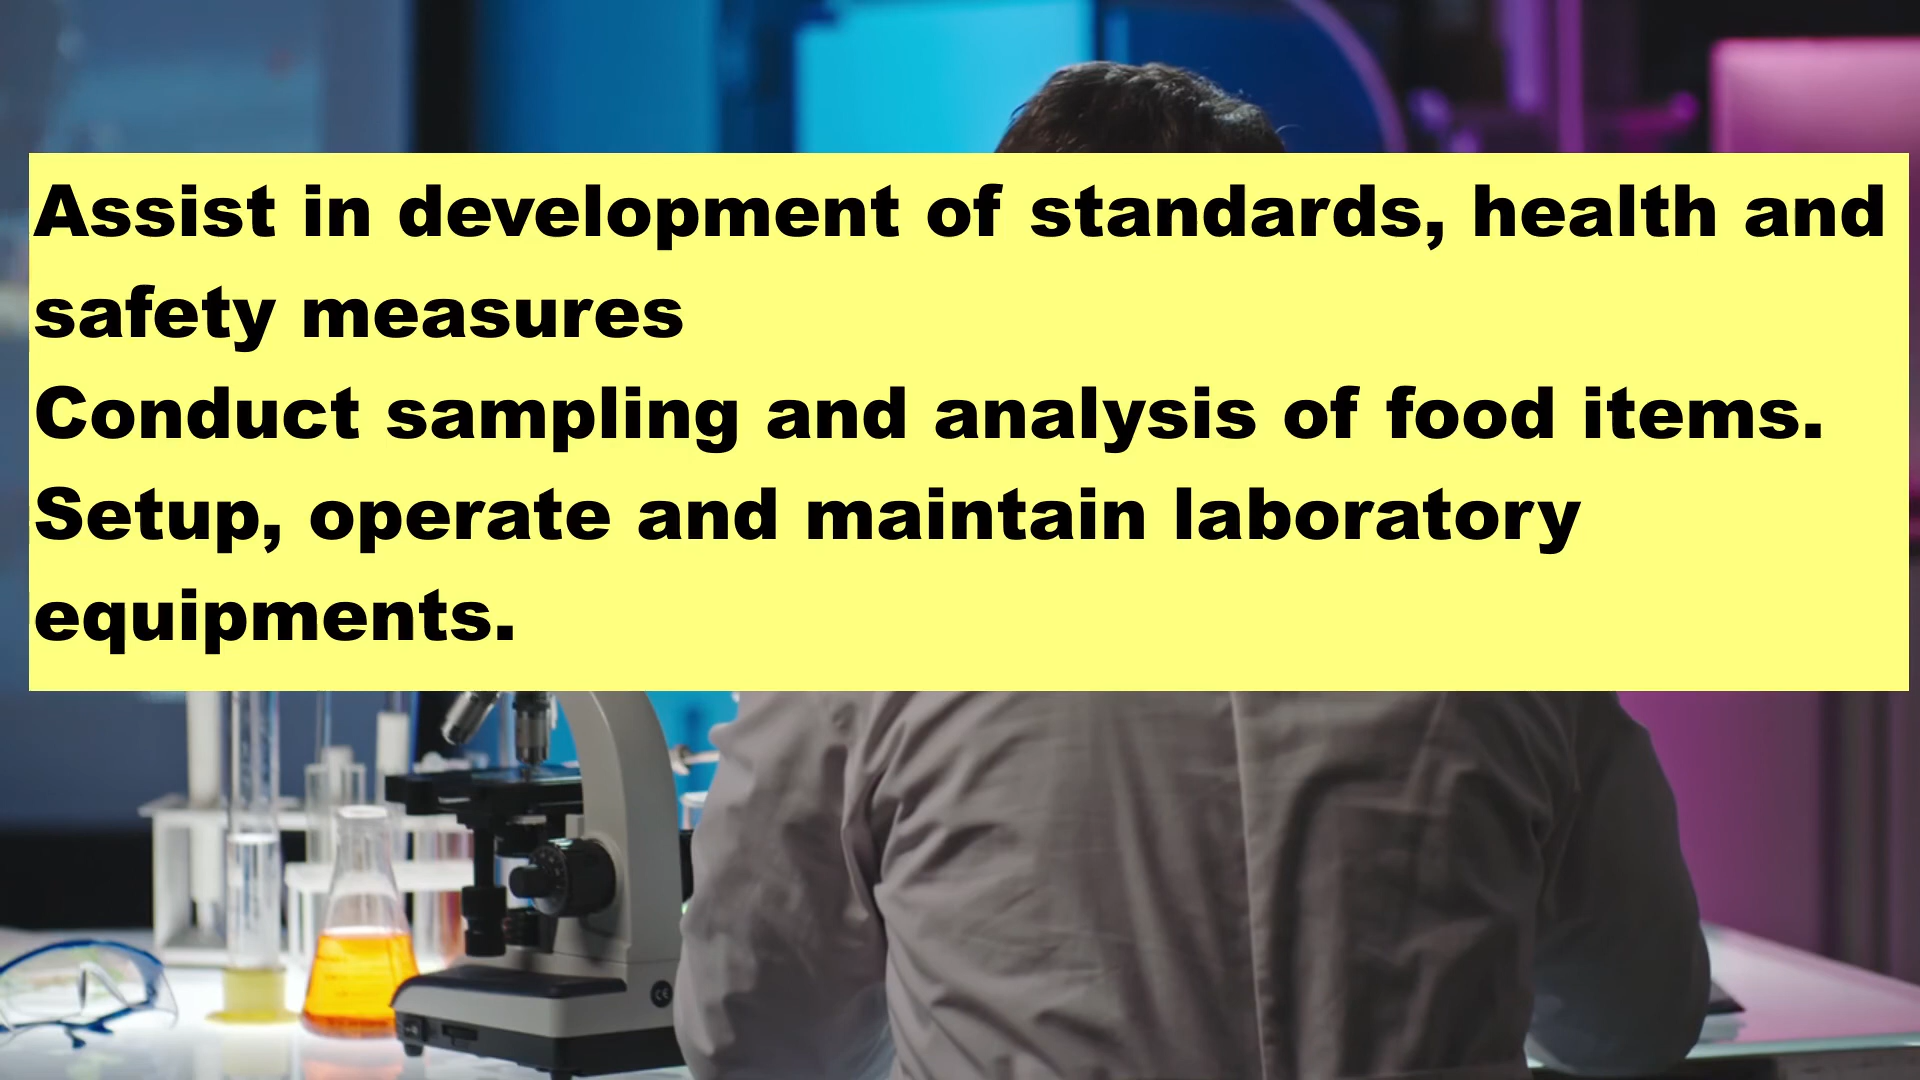 Assist in development of standards, health and
safety measures
Conduct sampling and analysis of food items.
Setup, operate and maintain laboratory
equipments.